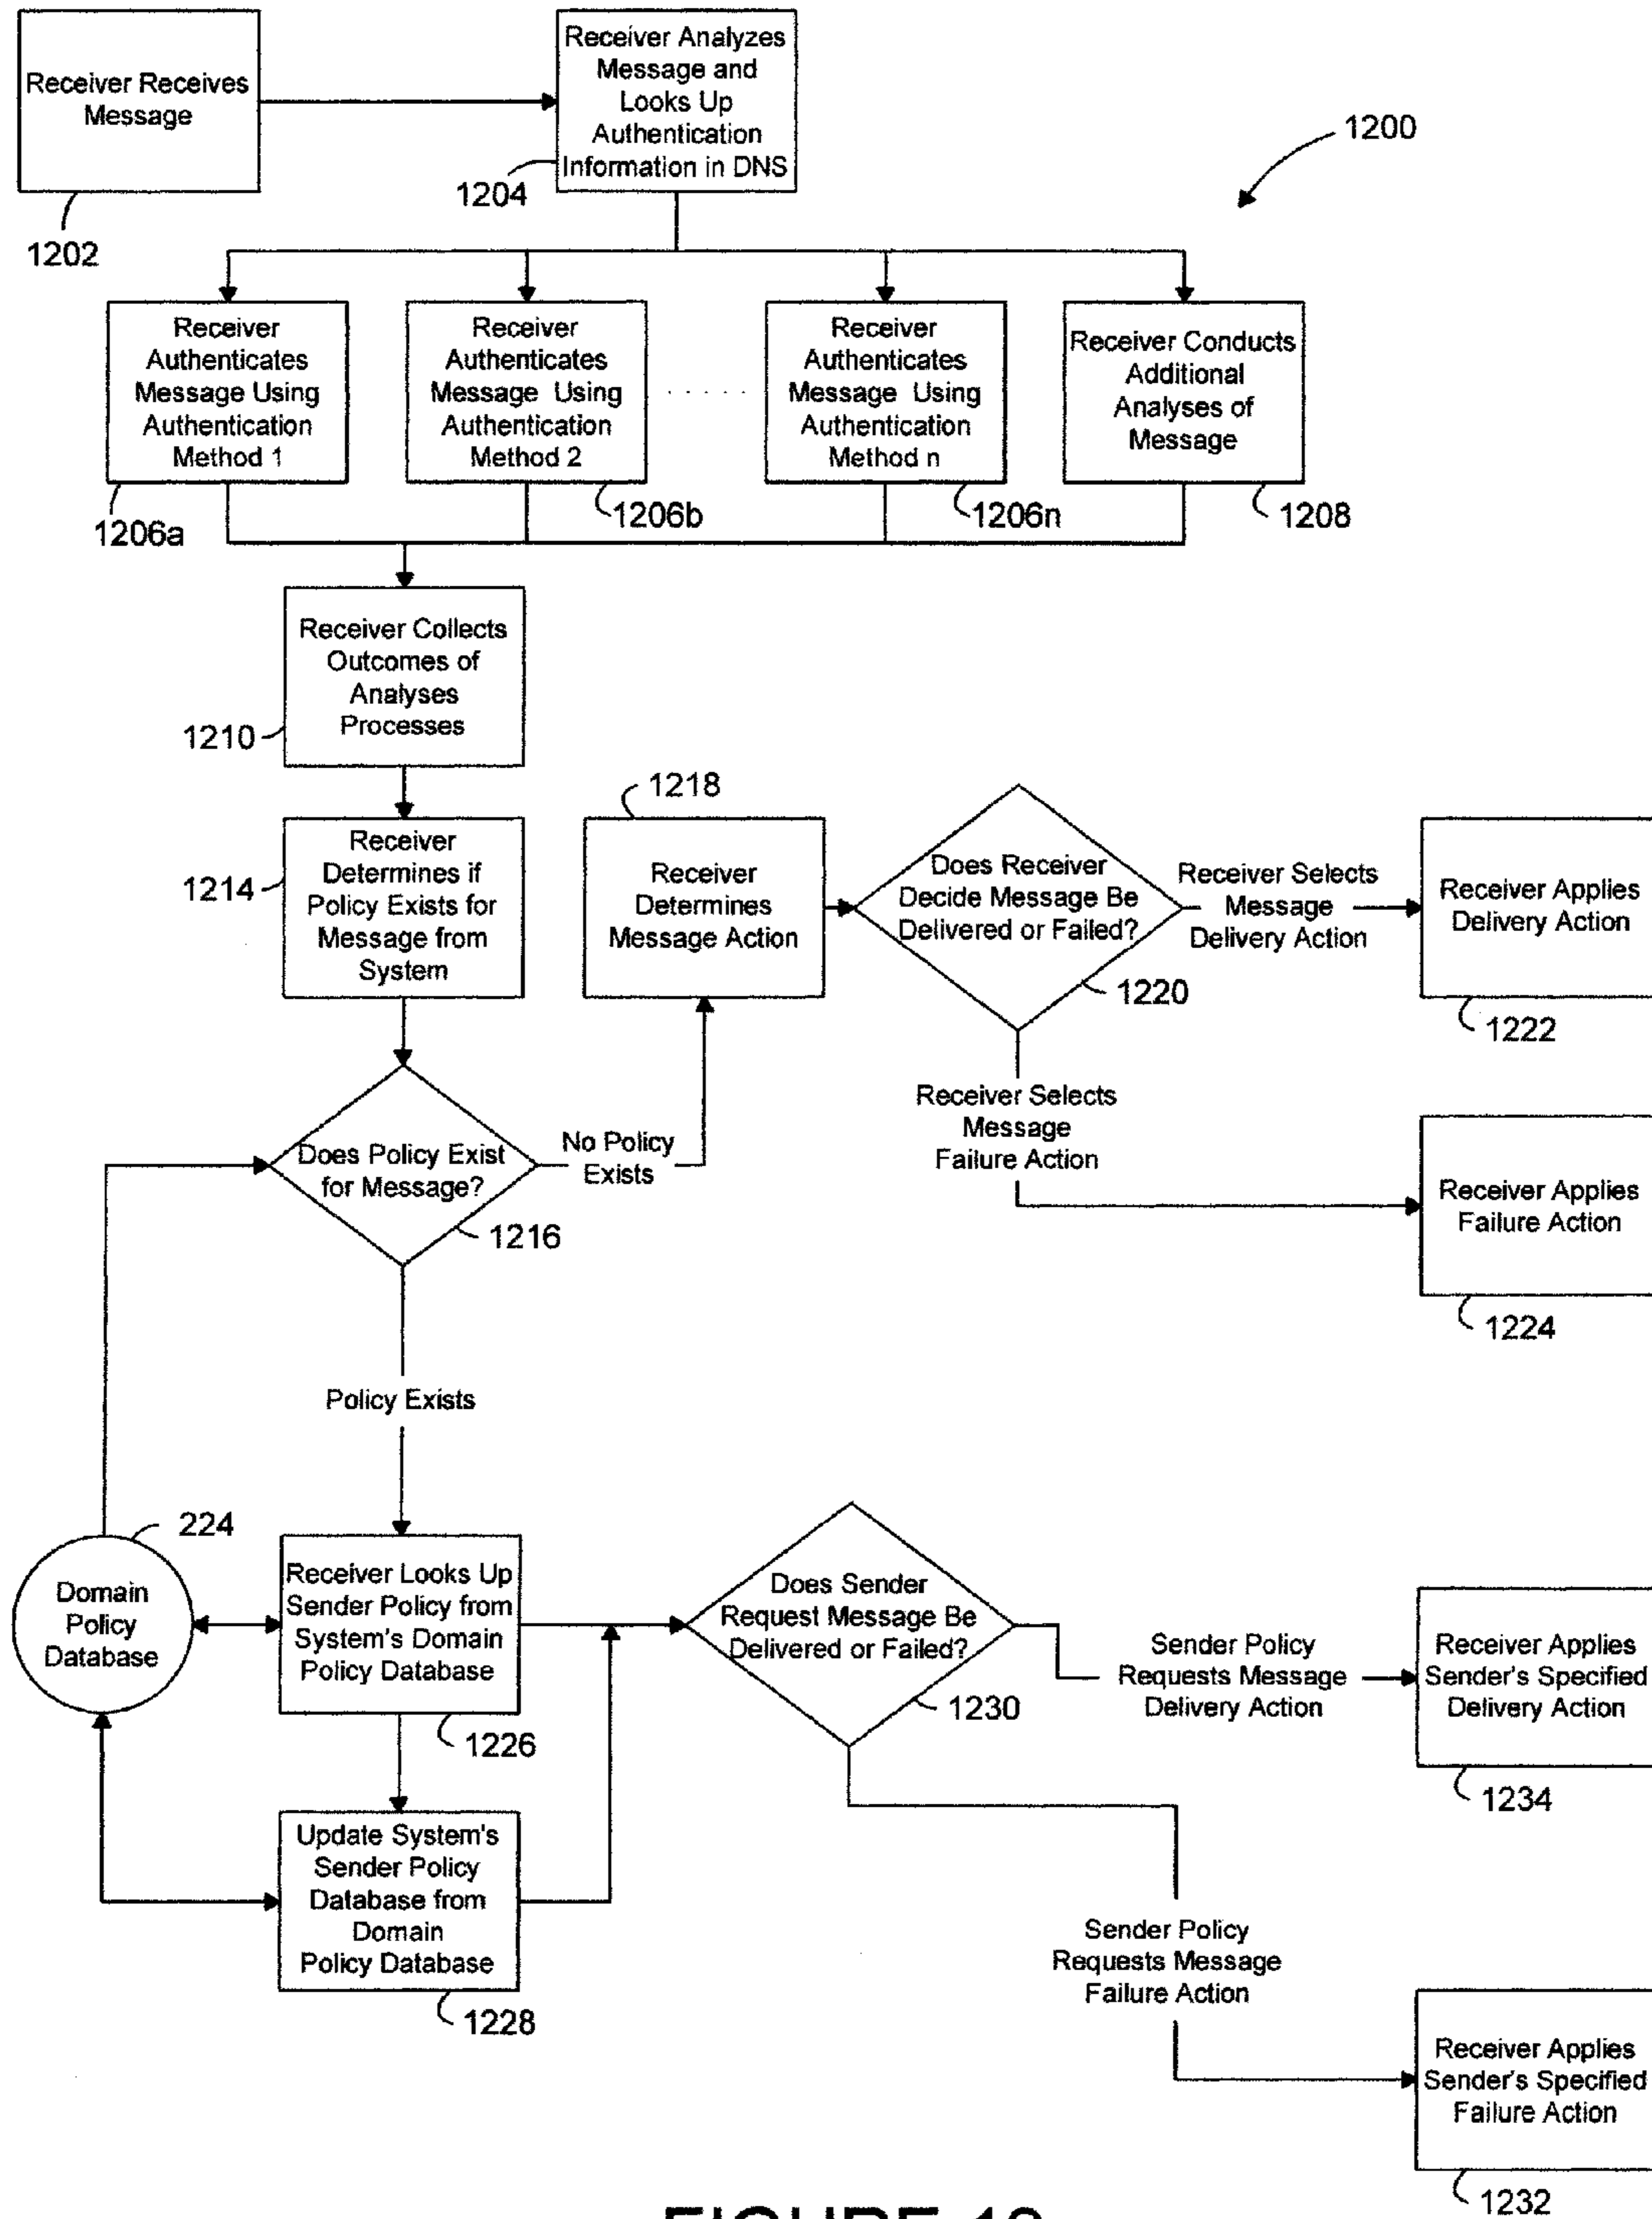 Receiver Receives
Message
1202
Receiver Analyzes
Message and
Looks Up
Authentication
Information in DNS
1204
1200
Receiver
Authenticates
Message Using
Authentication
Method 1
1206a
Receiver
Authenticates
Message Using
Authentication
Method 2
1206b
. . . . .
Receiver
Authenticates
Message Using
Authentication
Method n
1206n
Receiver Conducts
Additional
Analyses of
Message
1208
Receiver Collects
Outcomes of
Analyses
Processes
1210
Receiver
Determines if
Policy Exists for
Message from
System
1214
1218
Receiver
Determines
Message Action
Does Receiver
Decide Message Be
Delivered or Failed?
1220
Receiver Selects
Message
Delivery Action
Receiver Applies
Delivery Action
1222
Receiver Selects
Message
Failure Action
Receiver Applies
Failure Action
1224
Does Policy Exist
for Message?
1216
No Policy
Exists
Policy Exists
224
Domain
Policy
Database
Receiver Looks Up
Sender Policy from
System's Domain
Policy Database
1226
Update System's
Sender Policy
Database from
Domain
Policy Database
1228
Does Sender
Request Message Be
Delivered or Failed?
1230
Sender Policy
Requests Message
Delivery Action
Receiver Applies
Sender's Specified
Delivery Action
1234
Sender Policy
Requests Message
Failure Action
Receiver Applies
Sender's Specified
Failure Action
1232
FIGURE